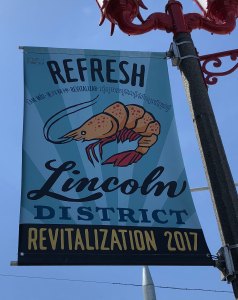 REFRESH
Lincoln
DISTRICT
REVITALIZATION 2017